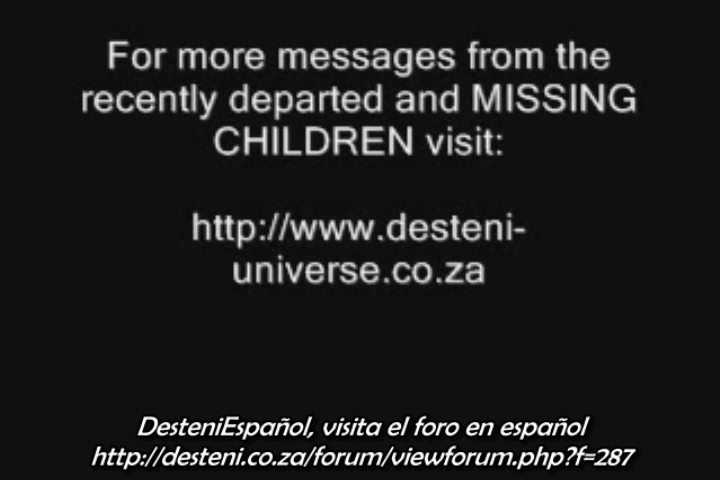 For more messages from the
recently departed and MISSING
CHILDREN visit:
http://www.desteni-
universe.co.za
DesteniEspañol, visita el foro en español
http://desteni.co.za/forum/viewforum.php?f=287